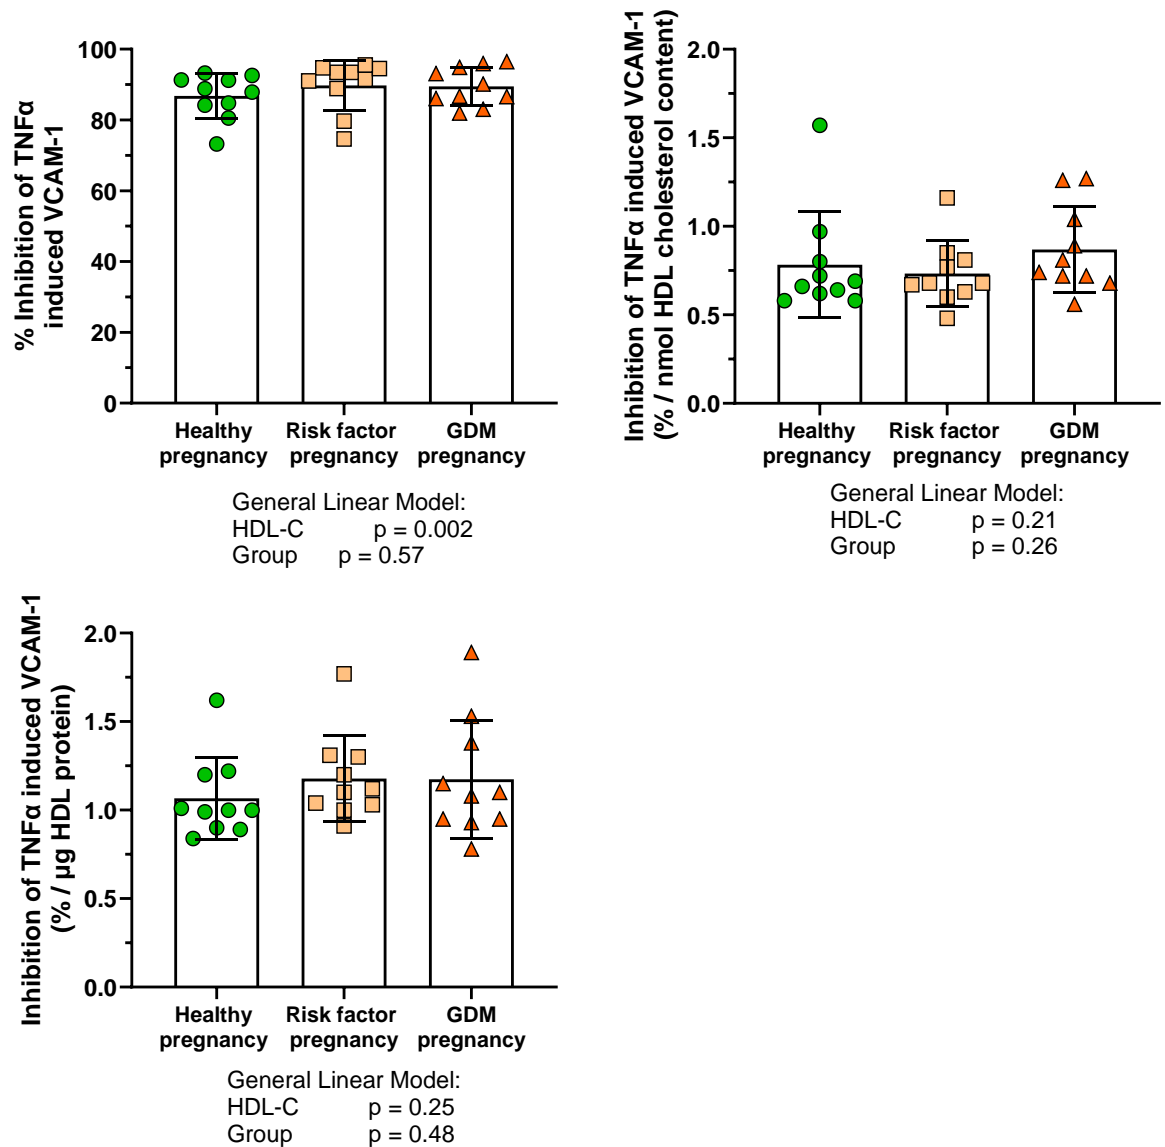 % Inhibition of TNFα
induced VCAM-1
100
80
60
40
20
0
Healthy
pregnancy
Risk factor
pregnancy
GDM
pregnancy
General Linear Model:
HDL-C p = 0.002
Group p = 0.57
Inhibition of TNFα induced VCAM-1
(% / nmol HDL cholesterol content)
2.0
1.5
1.0
0.5
0.0
Healthy
pregnancy
Risk factor
pregnancy
GDM
pregnancy
General Linear Model:
HDL-C p = 0.21
Group p = 0.26
Inhibition of TNFα induced VCAM-1
(% / µg HDL protein)
2.0
1.5
1.0
0.5
0.0
Healthy
pregnancy
Risk factor
pregnancy
GDM
pregnancy
General Linear Model:
HDL-C p = 0.25
Group p = 0.48